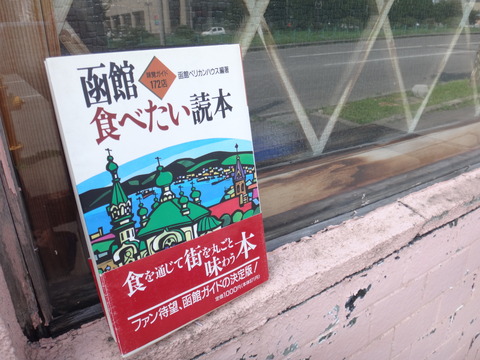 函館
味覚ガイド
172店
函館ペリカンハウス編著
食べたい読本
食を通じて街を丸ごと
味わう本
ファン待望、函館ガイドの決定版！